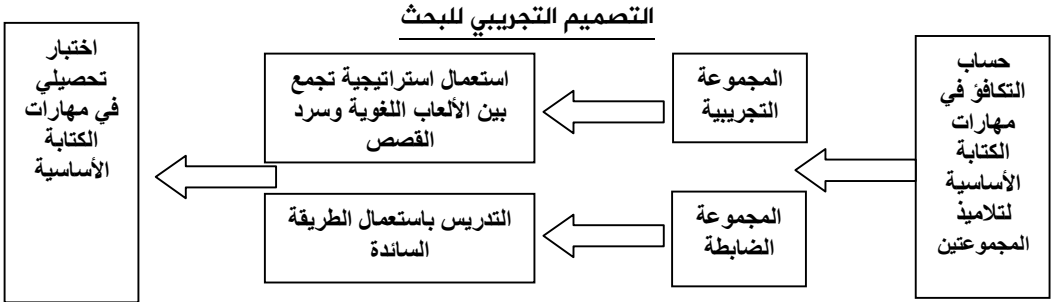 التصميم التجريبي للبحث
حساب
التكافؤ في
مهارات
الكتابة
الأساسية
لتلاميذ
المجموعتين
المجموعة
التجريبية
استعمال استراتيجية تجمع
بين الألعاب اللغوية وسرد
القصص
المجموعة
الضابطة
التدريس باستعمال الطريقة
السائدة
اختبار
تحصيلي
في مهارات
الكتابة
الأساسية